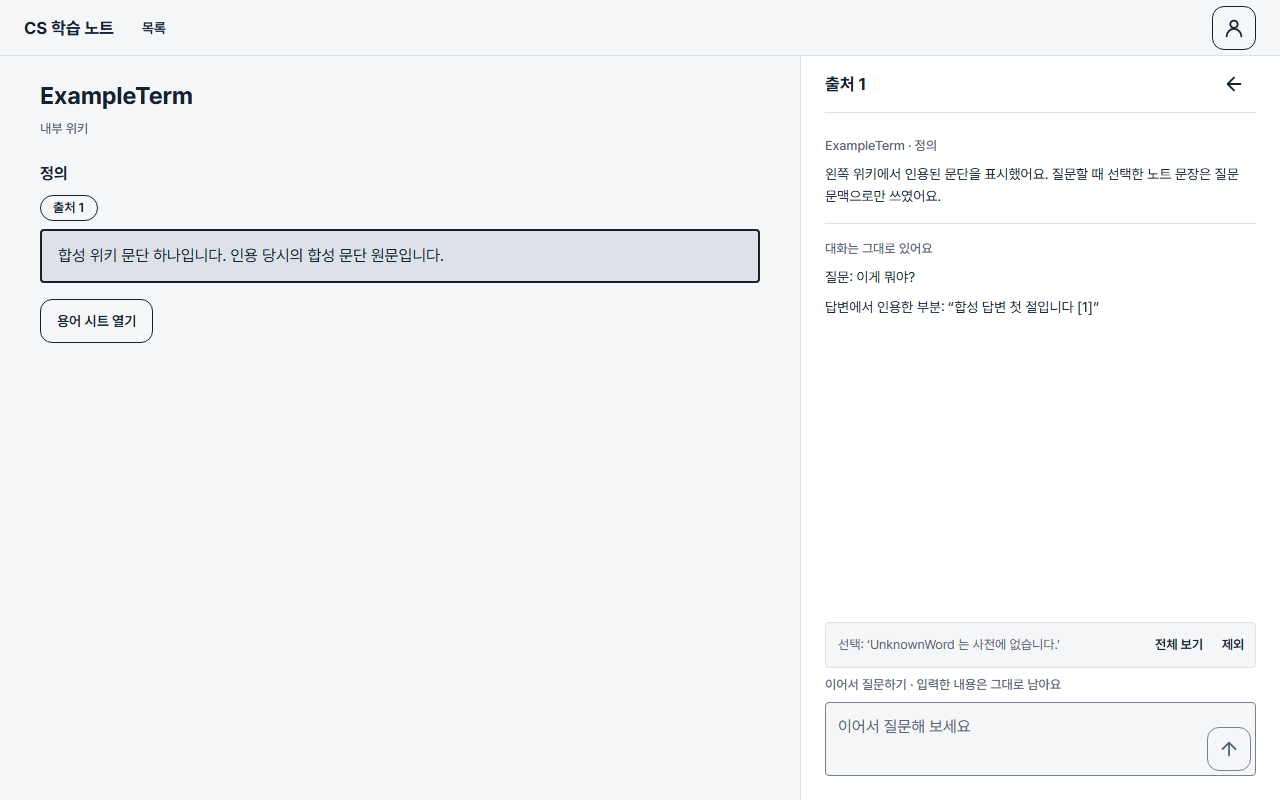 CS 학습 노트
목록
ExampleTerm
내부 위키
정의
출처 1
합성 위키 문단 하나입니다. 인용 당시의 합성 문단 원문입니다.
용어 시트 열기
출처 1
ExampleTerm · 정의
왼쪽 위키에서 인용된 문단을 표시했어요. 질문할 때 선택한 노트 문장은 질문
문맥으로만 쓰였어요.
대화는 그대로 있어요
질문: 이게 뭐야?
답변에서 인용한 부분: “합성 답변 첫 절입니다 [1]”
선택: ‘UnknownWord 는 사전에 없습니다.’
전체 보기
제외
이어서 질문하기 · 입력한 내용은 그대로 남아요
이어서 질문해 보세요